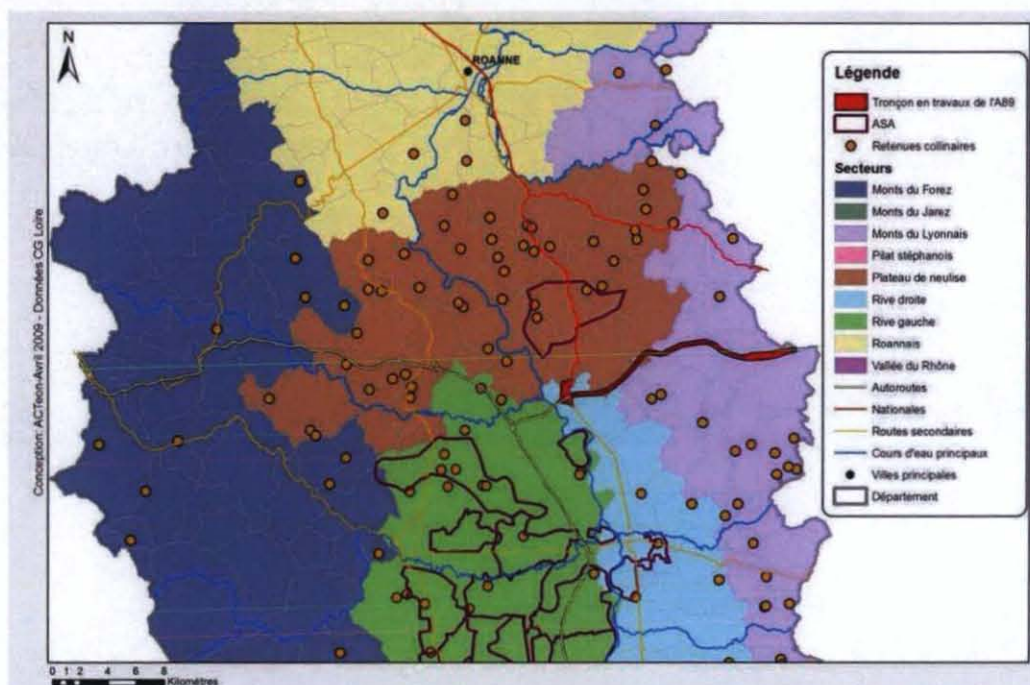 N
ROANNE
Conception: ACTeon-Avril 2009 - Données CG Loire
0 1 2 4 6 8
Kilomètres
Légende
Tronçon en travaux de l'A89
ASA
Retenues collinaires
Secteurs
Monts du Forez
Monts du Jarez
Monts du Lyonnais
Pilat stéphanois
Plateau de neulise
Rive droite
Rive gauche
Roannais
Vallée du Rhône
Autoroutes
Nationales
Routes secondaires
Cours d'eau principaux
Villes principales
Département